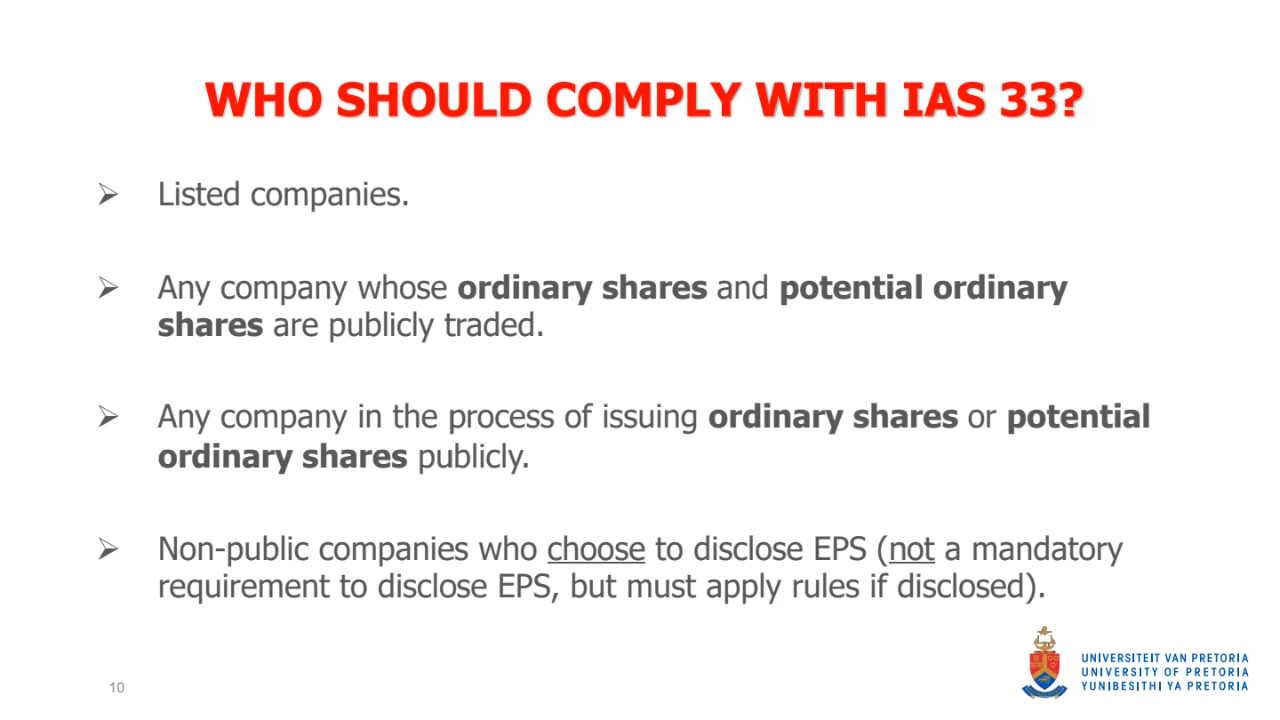 WHO SHOULD COMPLY WITH IAS 33?
➢ Listed companies.
➢ Any company whose ordinary shares and potential ordinary
shares are publicly traded.
➢ Any company in the process of issuing ordinary shares or potential
ordinary shares publicly.
➢ Non-public companies who choose to disclose EPS (not a mandatory
requirement to disclose EPS, but must apply rules if disclosed).
UNIVERSITEIT VAN PRETORIA
UNIVERSITY OF PRETORIA
YUNIBESITHI YA PRETORIA
10